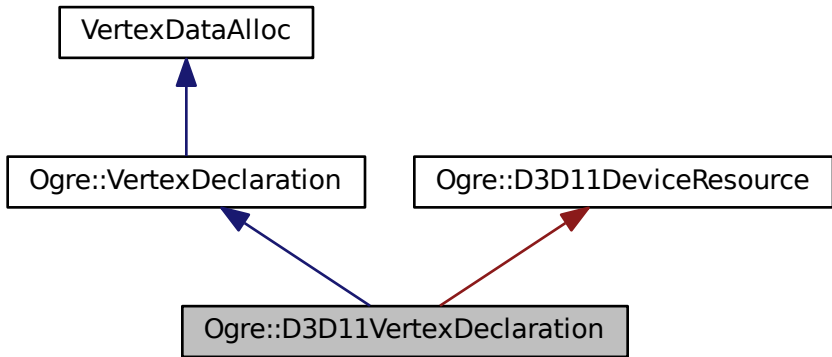 VertexDataAlloc
Ogre::VertexDeclaration
Ogre::D3D11DeviceResource
Ogre::D3D11VertexDeclaration